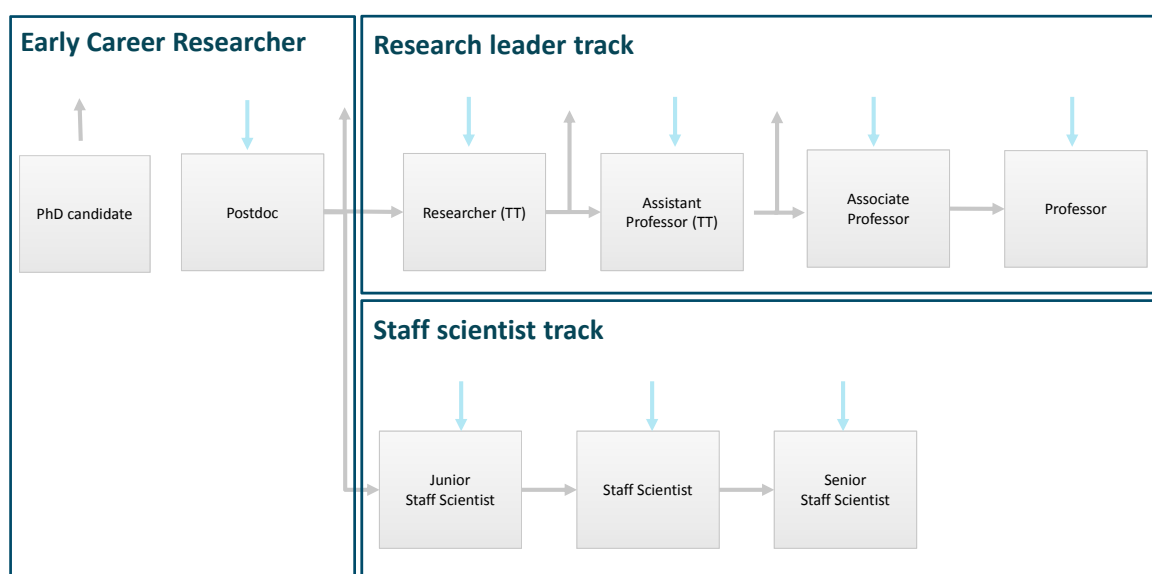 Early Career Researcher
Research leader track
PhD candidate
Postdoc
Researcher (TT)
Assistant
Professor (TT)
Associate
Professor
Professor
Staff scientist track
Junior
Staff Scientist
Staff Scientist
Senior
Staff Scientist